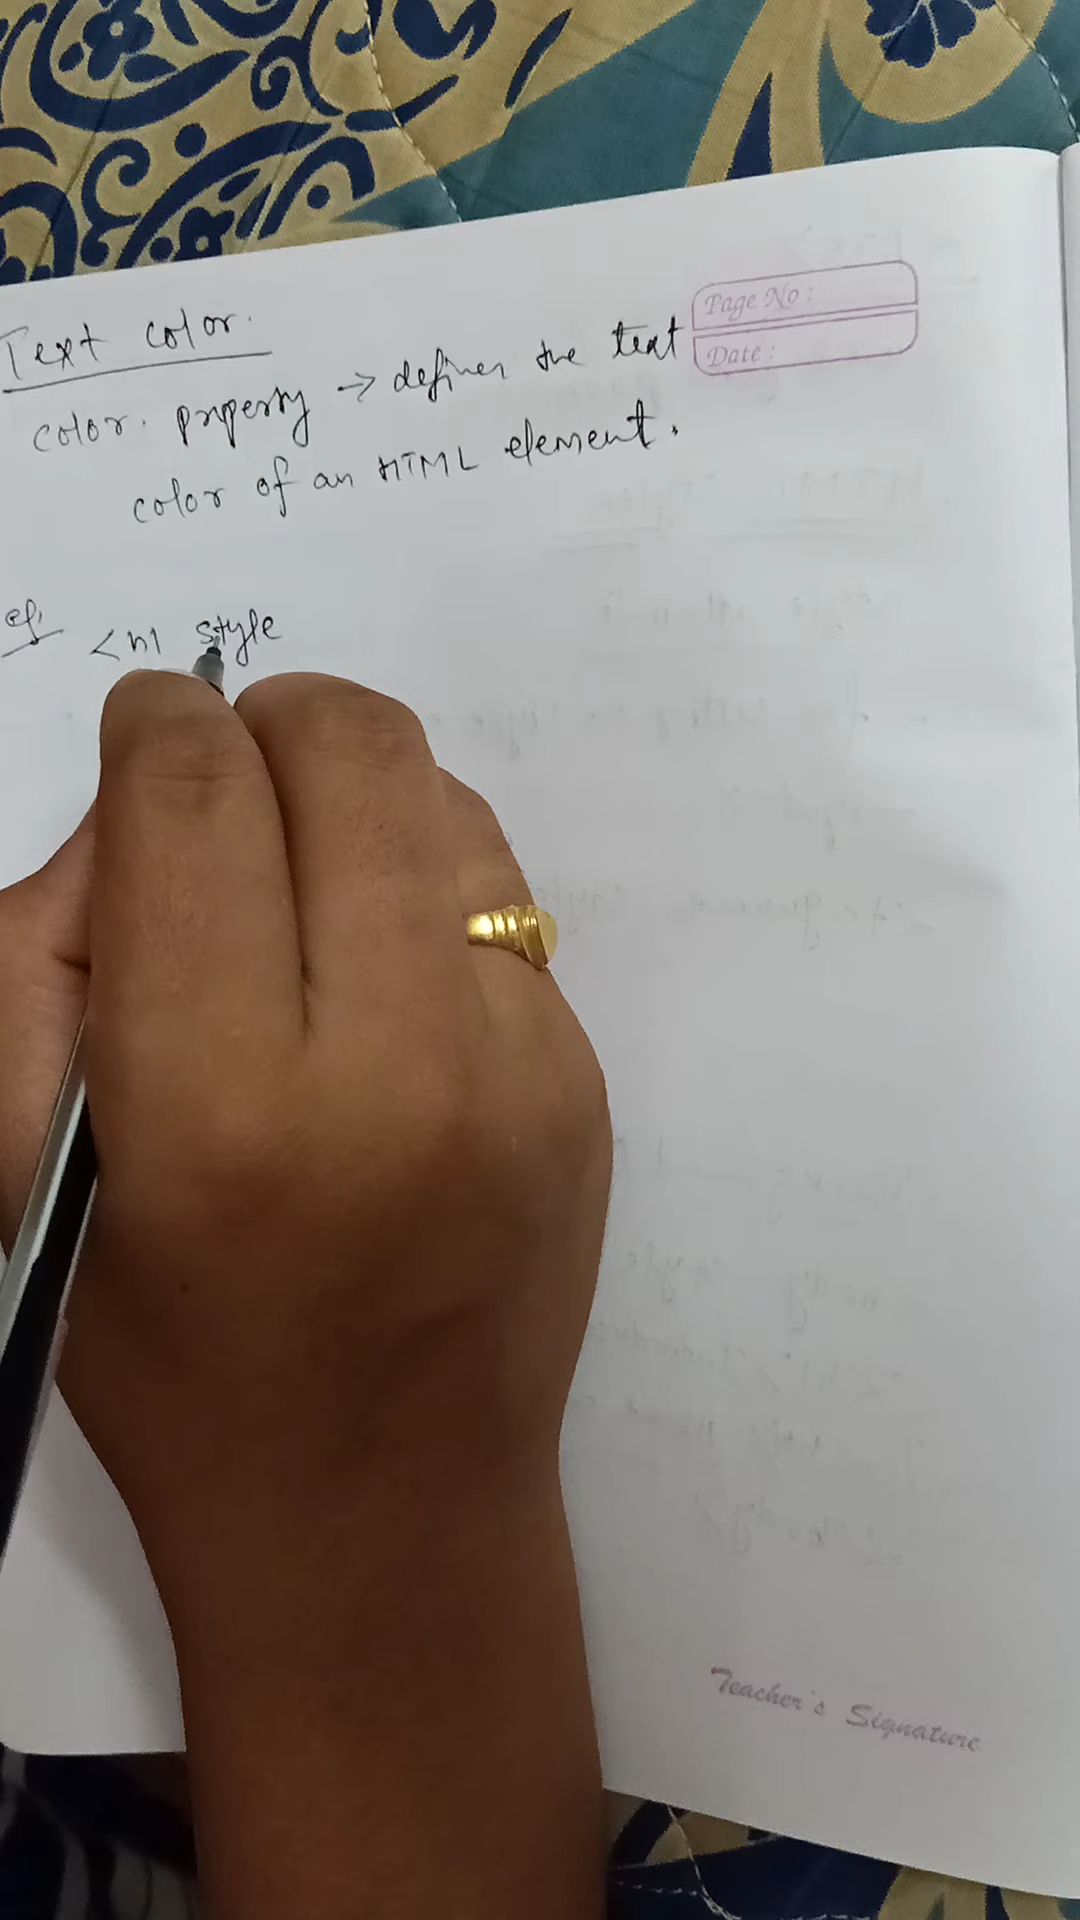 Page No :
Date :
Text color.
color. property → defines the text
color of an HTML element.
eg.
<h1 style
Teacher's Signature